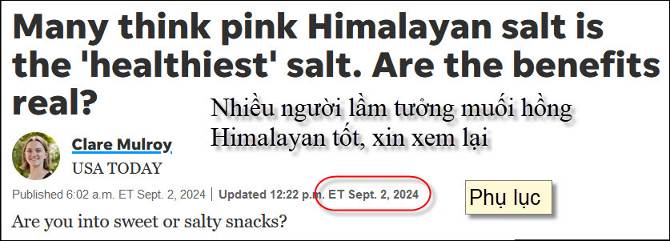 Many think pink Himalayan salt is
the 'healthiest' salt. Are the benefits
real?
Nhiều người lầm tưởng muối hồng
Himalayan tốt, xin xem lại
Clare Mulroy
USA TODAY
Published 6:02 a.m. ET Sept. 2, 2024 | Updated 12:22 p.m. ET Sept. 2, 2024
Phụ lục
Are you into sweet or salty snacks?